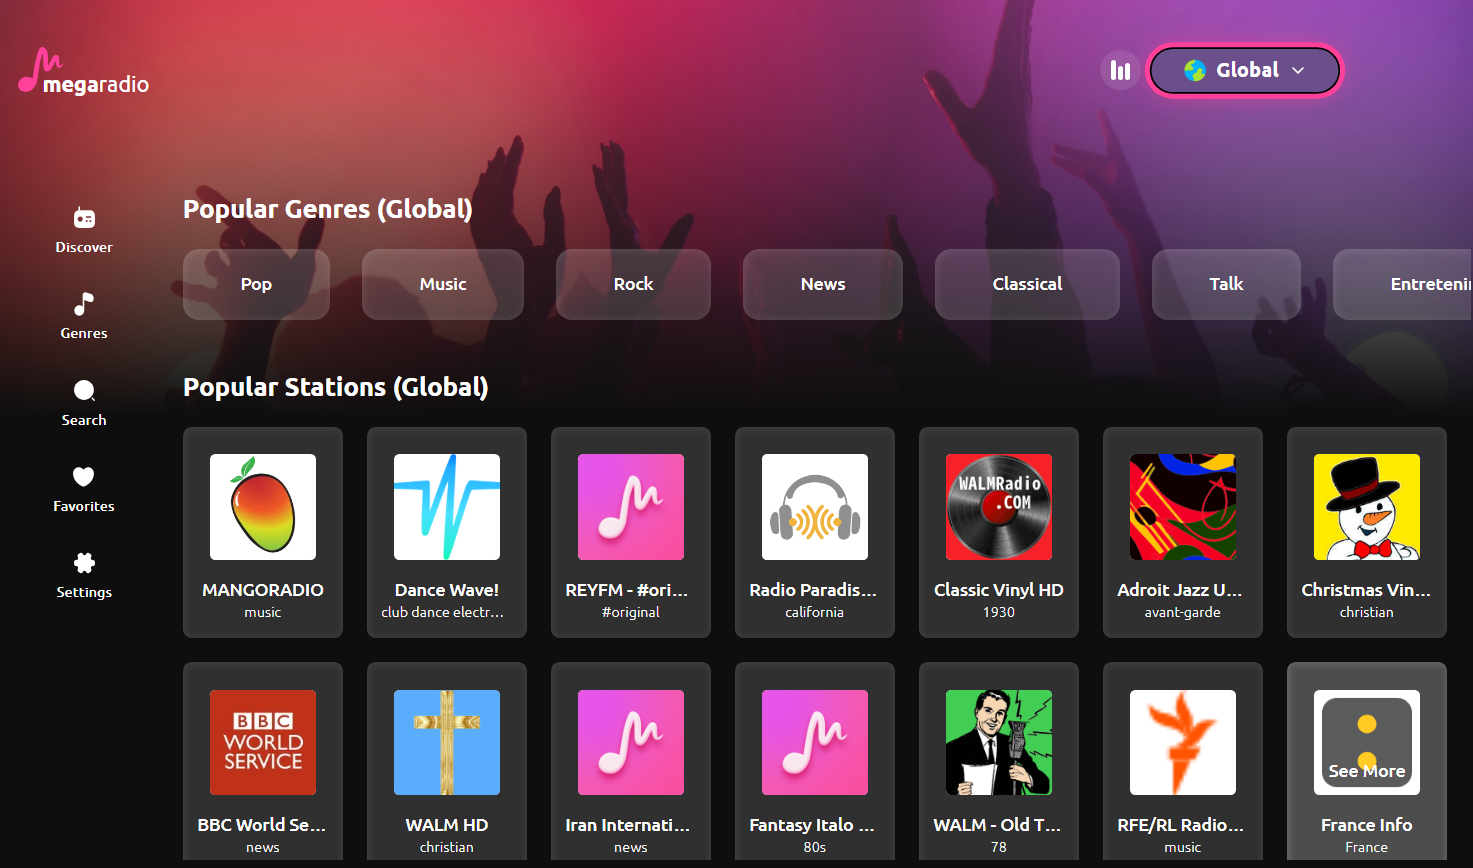 megaradio
Global
Popular Genres (Global)
Discover
Pop
Music
Rock
News
Classical
Talk
Entretenii
Genres
Popular Stations (Global)
Search
Favorites
Settings
WALMRadio
.COM
MANGORADIO
Dance Wave!
REYFM - #ori...
Radio Paradis...
Classic Vinyl HD
Adroit Jazz U...
Christmas Vin...
music
club dance electr...
#original
california
1930
avant-garde
christian
BBC
WORLD
SERVICE
See More
BBC World Se...
WALM HD
Iran Internati...
Fantasy Italo ...
WALM - Old T...
RFE/RL Radio...
France Info
news
christian
news
80s
78
music
France